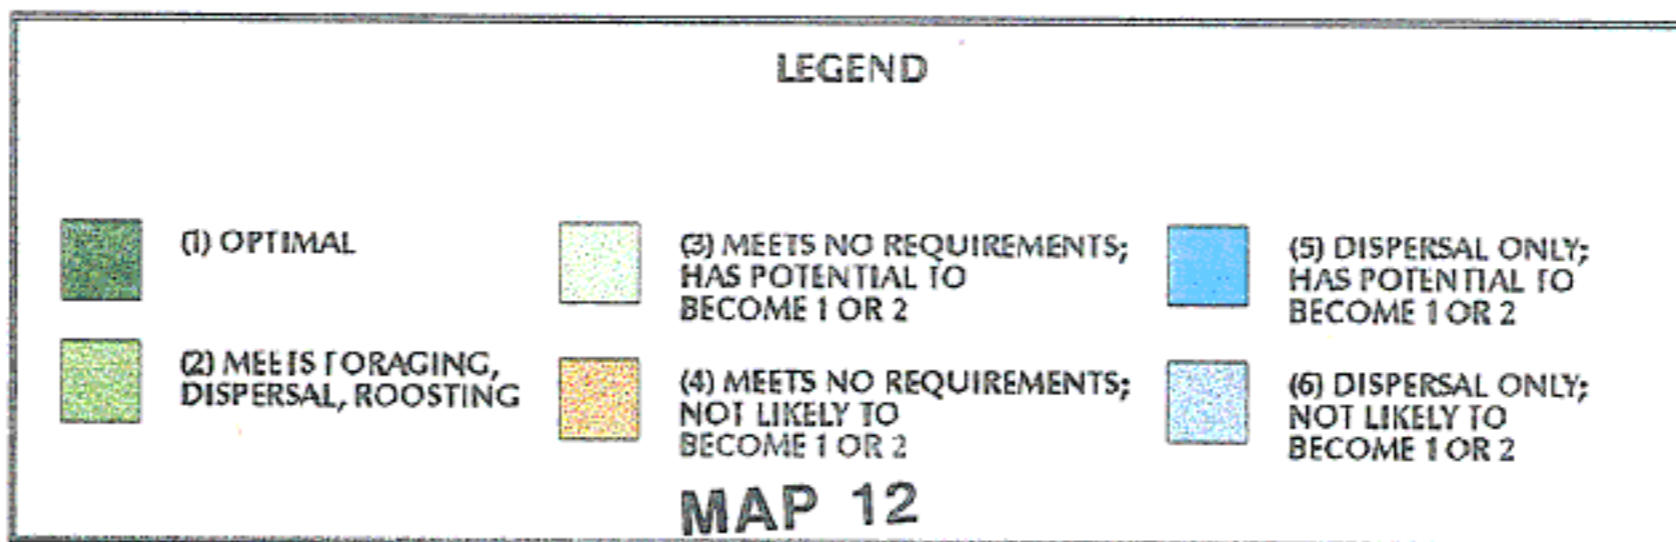 LEGEND
(1) OPTIMAL
(2) MEETS FORAGING,
DISPERSAL, ROOSTING
(3) MEETS NO REQUIREMENTS;
HAS POTENTIAL TO
BECOME 1 OR 2
(4) MEETS NO REQUIREMENTS;
NOT LIKELY TO
BECOME 1 OR 2
(5) DISPERSAL ONLY;
HAS POTENTIAL TO
BECOME 1 OR 2
(6) DISPERSAL ONLY;
NOT LIKELY TO
BECOME 1 OR 2
MAP 12